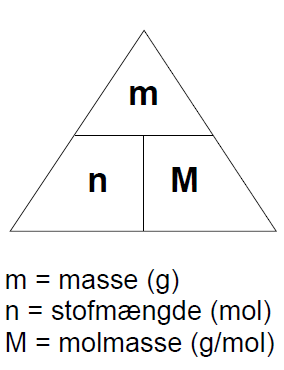 m
n M
m = masse (g)
n = stofmængde (mol)
M = molmasse (g/mol)